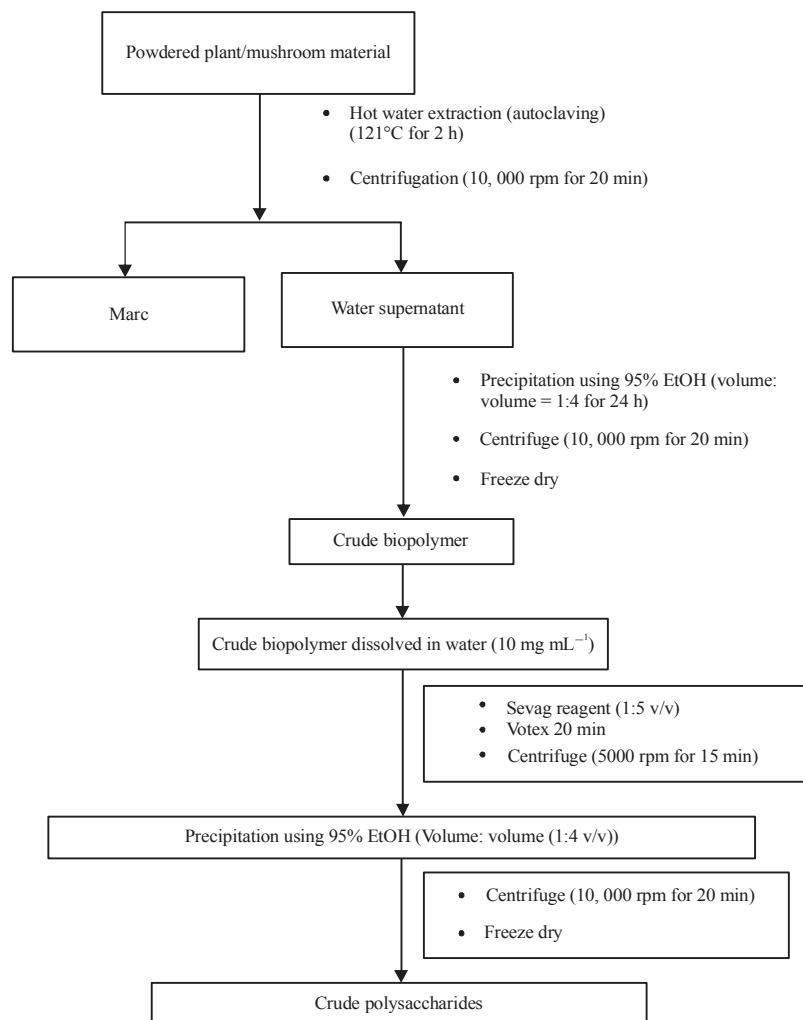 Powdered plant/mushroom material
• Hot water extraction (autoclaving)
(121°C for 2 h)
• Centrifugation (10, 000 rpm for 20 min)
Marc
Water supernatant
• Precipitation using 95% EtOH (volume:
volume = 1:4 for 24 h)
• Centrifuge (10, 000 rpm for 20 min)
• Freeze dry
Crude biopolymer
Crude biopolymer dissolved in water (10 mg mL⁻¹)
• Sevag reagent (1:5 v/v)
• Votex 20 min
• Centrifuge (5000 rpm for 15 min)
Precipitation using 95% EtOH (Volume: volume (1:4 v/v))
• Centrifuge (10, 000 rpm for 20 min)
• Freeze dry
Crude polysaccharides